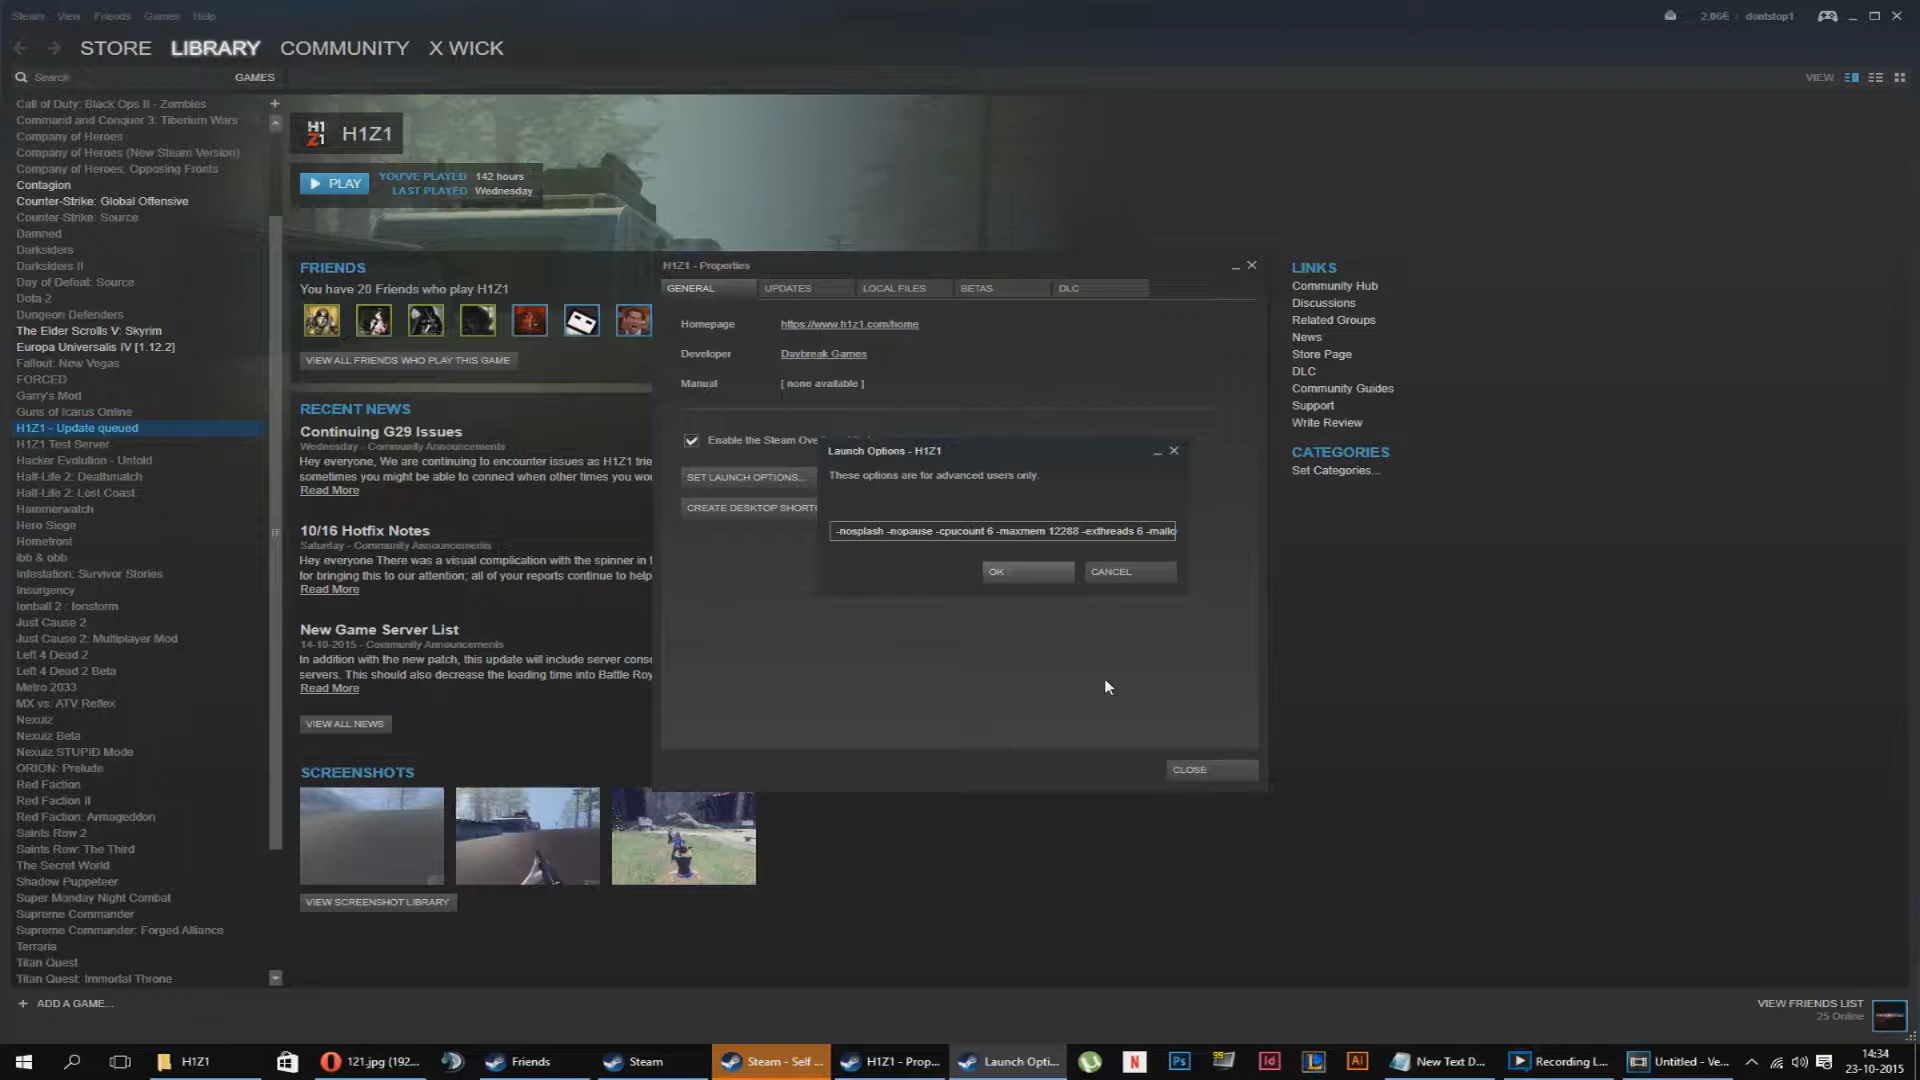 Steam View Friends Games Help
2,06€ dontstop1
STORE LIBRARY COMMUNITY X WICK
Search GAMES
VIEW
Call of Duty: Black Ops II - Zombies
Command and Conquer 3: Tiberium Wars
Company of Heroes
Company of Heroes (New Steam Version)
Company of Heroes: Opposing Fronts
Contagion
Counter-Strike: Global Offensive
Counter-Strike: Source
Damned
Darksiders
Darksiders II
Day of Defeat: Source
Dota 2
Dungeon Defenders
The Elder Scrolls V: Skyrim
Europa Universalis IV [1.12.2]
Fallout: New Vegas
FORCED
Garry's Mod
Guns of Icarus Online
H1Z1 - Update queued
H1Z1 Test Server
Hacker Evolution - Untold
Half-Life 2: Deathmatch
Half-Life 2: Lost Coast
Hammerwatch
Hero Siege
Homefront
ibb & obb
Infestation: Survivor Stories
Insurgency
Ionball 2 : Ionstorm
Just Cause 2
Just Cause 2: Multiplayer Mod
Left 4 Dead 2
Left 4 Dead 2 Beta
Metro 2033
MX vs. ATV Reflex
Nexuiz
Nexuiz Beta
Nexuiz STUPID Mode
ORION: Prelude
Red Faction
Red Faction II
Red Faction: Armageddon
Saints Row 2
Saints Row: The Third
The Secret World
Shadow Puppeteer
Super Monday Night Combat
Supreme Commander
Supreme Commander: Forged Alliance
Terraria
Titan Quest
Titan Quest: Immortal Throne
+ ADD A GAME...
H1Z1 H1Z1
PLAY
YOU'VE PLAYED 142 hours
LAST PLAYED Wednesday
FRIENDS
You have 20 Friends who play H1Z1
VIEW ALL FRIENDS WHO PLAY THIS GAME
RECENT NEWS
Continuing G29 Issues
Wednesday - Community Announcements
Hey everyone, We are continuing to encounter issues as H1Z1 trie
sometimes you might be able to connect when other times you wo
Read More
10/16 Hotfix Notes
Saturday - Community Announcements
Hey everyone There was a visual complication with the spinner in t
for bringing this to our attention; all of your reports continue to help
Read More
New Game Server List
14-10-2015 - Community Announcements
In addition with the new patch, this update will include server conso
servers. This should also decrease the loading time into Battle Roy
Read More
VIEW ALL NEWS
SCREENSHOTS
VIEW SCREENSHOT LIBRARY
H1Z1 - Properties
GENERAL UPDATES LOCAL FILES BETAS DLC
Homepage https://www.h1z1.com/home
Developer Daybreak Games
Manual [ none available ]
Enable the Steam Ove
SET LAUNCH OPTIONS...
CREATE DESKTOP SHORTC
Launch Options - H1Z1
These options are for advanced users only.
-nosplash -nopause -cpucount 6 -maxmem 12288 -exthreads 6 -mallo
OK CANCEL
CLOSE
LINKS
Community Hub
Discussions
Related Groups
News
Store Page
DLC
Community Guides
Support
Write Review
CATEGORIES
Set Categories...
VIEW FRIENDS LIST
25 Online
H1Z1 121.jpg (192... Friends Steam Steam - Self ... H1Z1 - Prop... Launch Opti... N Ps 99 Id L Ai New Text D... Recording L... Untitled - Ve...
14:34
23-10-2015